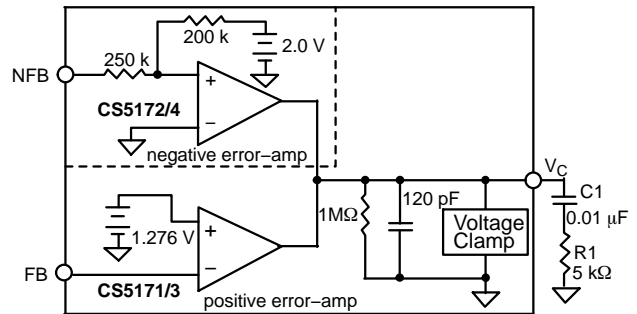 200 k
2.0 V
250 k
NFB
+
CS5172/4
−
negative error−amp
VC
C1
120 pF
0.01 μF
1MΩ
Voltage
Clamp
+
1.276 V
−
R1
5 kΩ
FB
CS5171/3
positive error−amp